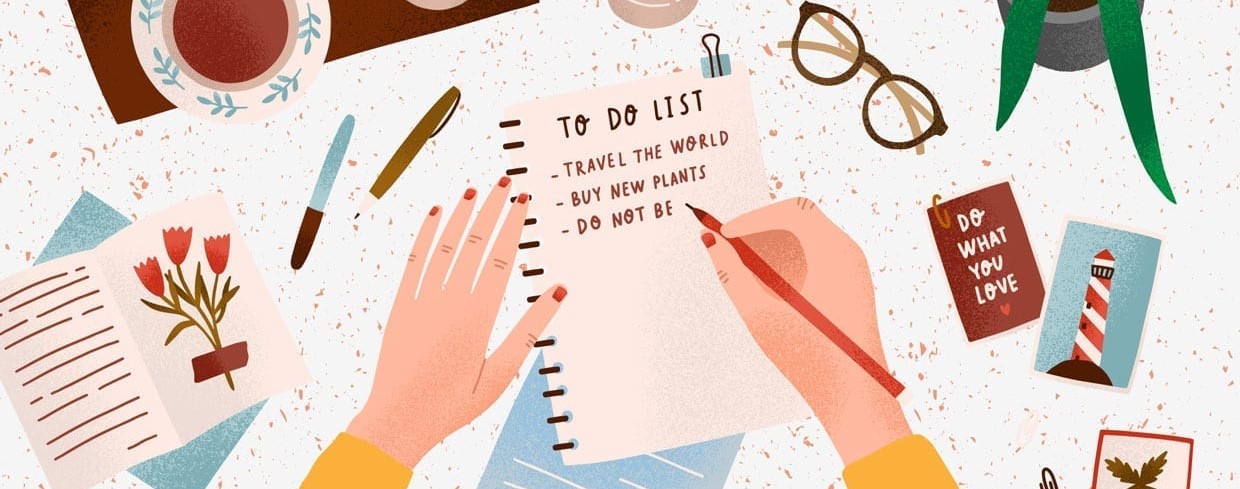 TO DO LIST
- TRAVEL THE WORLD
- BUY NEW PLANTS
- DO NOT BE
DO
WHAT
YOU
LOVE